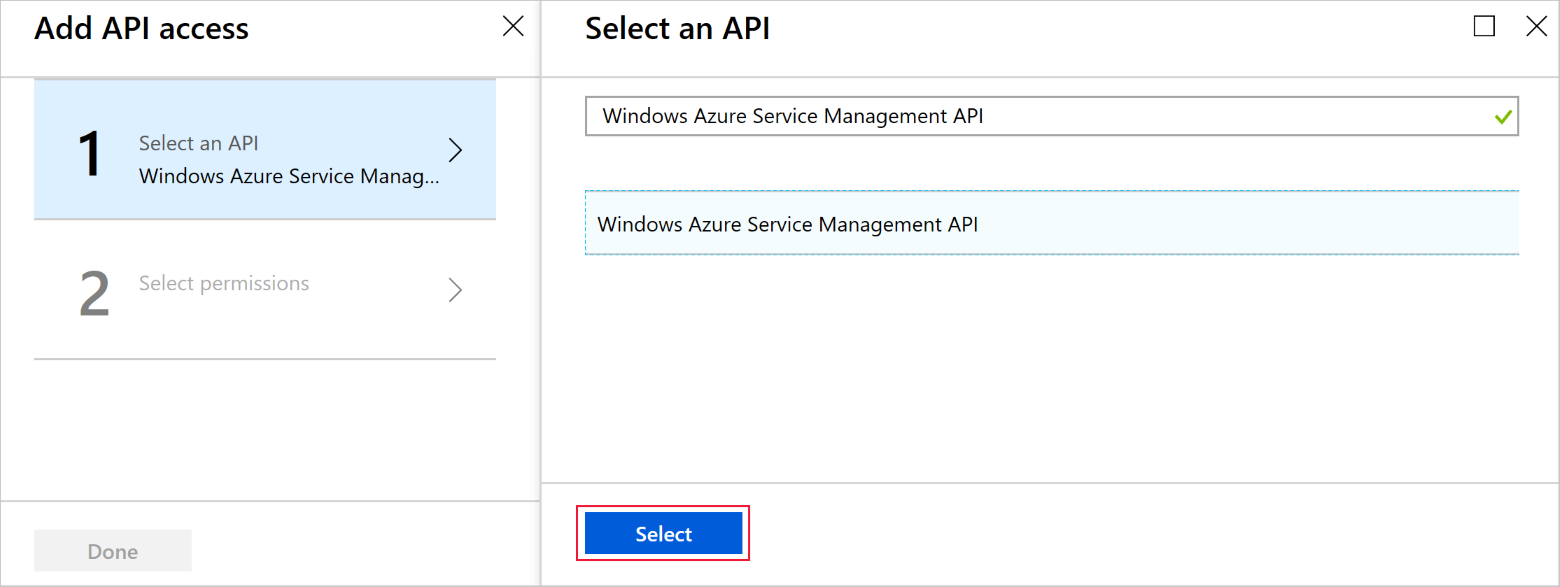 Add API access
1
Select an API
Windows Azure Service Manag...
2
Select permissions
Done
Select an API
Windows Azure Service Management API
Windows Azure Service Management API
Select